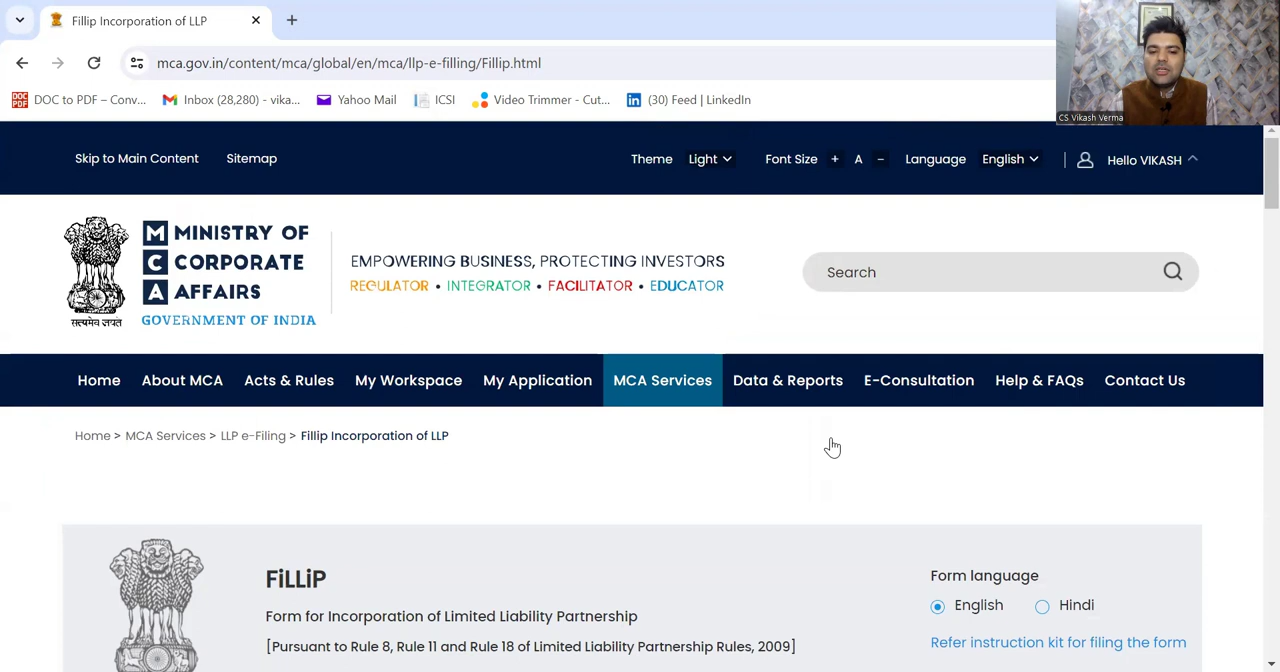 Fillip Incorporation of LLP
mca.gov.in/content/mca/global/en/mca/llp-e-filling/Fillip.html
DOC PDF DOC to PDF – Conv... Inbox (28,280) - vika... Yahoo Mail ICSI Video Trimmer - Cut... (30) Feed | LinkedIn
CS Vikash Verma
Skip to Main Content Sitemap Theme Light Font Size + A - Language English Hello VIKASH
MINISTRY OF
CORPORATE
AFFAIRS
GOVERNMENT OF INDIA
सत्यमेव जयते
EMPOWERING BUSINESS, PROTECTING INVESTORS
REGULATOR • INTEGRATOR • FACILITATOR • EDUCATOR
Search
Home About MCA Acts & Rules My Workspace My Application MCA Services Data & Reports E-Consultation Help & FAQs Contact Us
Home > MCA Services > LLP e-Filing > Fillip Incorporation of LLP
FiLLiP
Form for Incorporation of Limited Liability Partnership
[Pursuant to Rule 8, Rule 11 and Rule 18 of Limited Liability Partnership Rules, 2009]
Form language
English Hindi
Refer instruction kit for filing the form